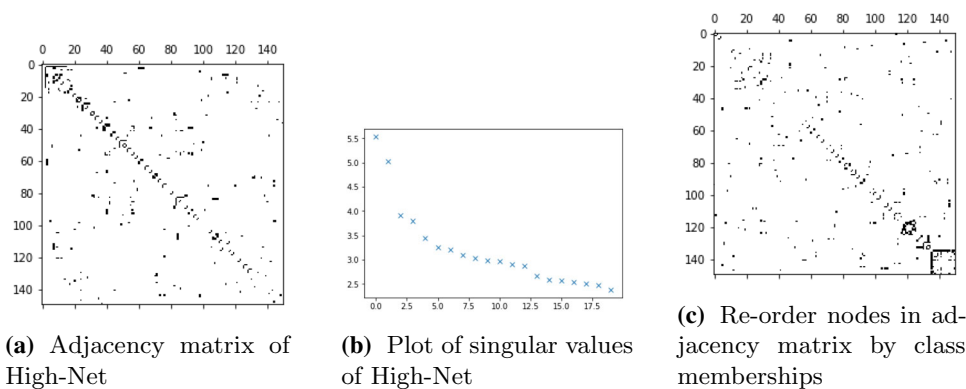 0 20 40 60 80 100 120 140
0
20
40
60
80
100
120
140
(a) Adjacency matrix of
High-Net
5.5
5.0
4.5
4.0
3.5
3.0
2.5
0.0 2.5 5.0 7.5 10.0 12.5 15.0 17.5
(b) Plot of singular values
of High-Net
0 20 40 60 80 100 120 140
0
20
40
60
80
100
120
140
(c) Re-order nodes in ad-
jacency matrix by class
memberships